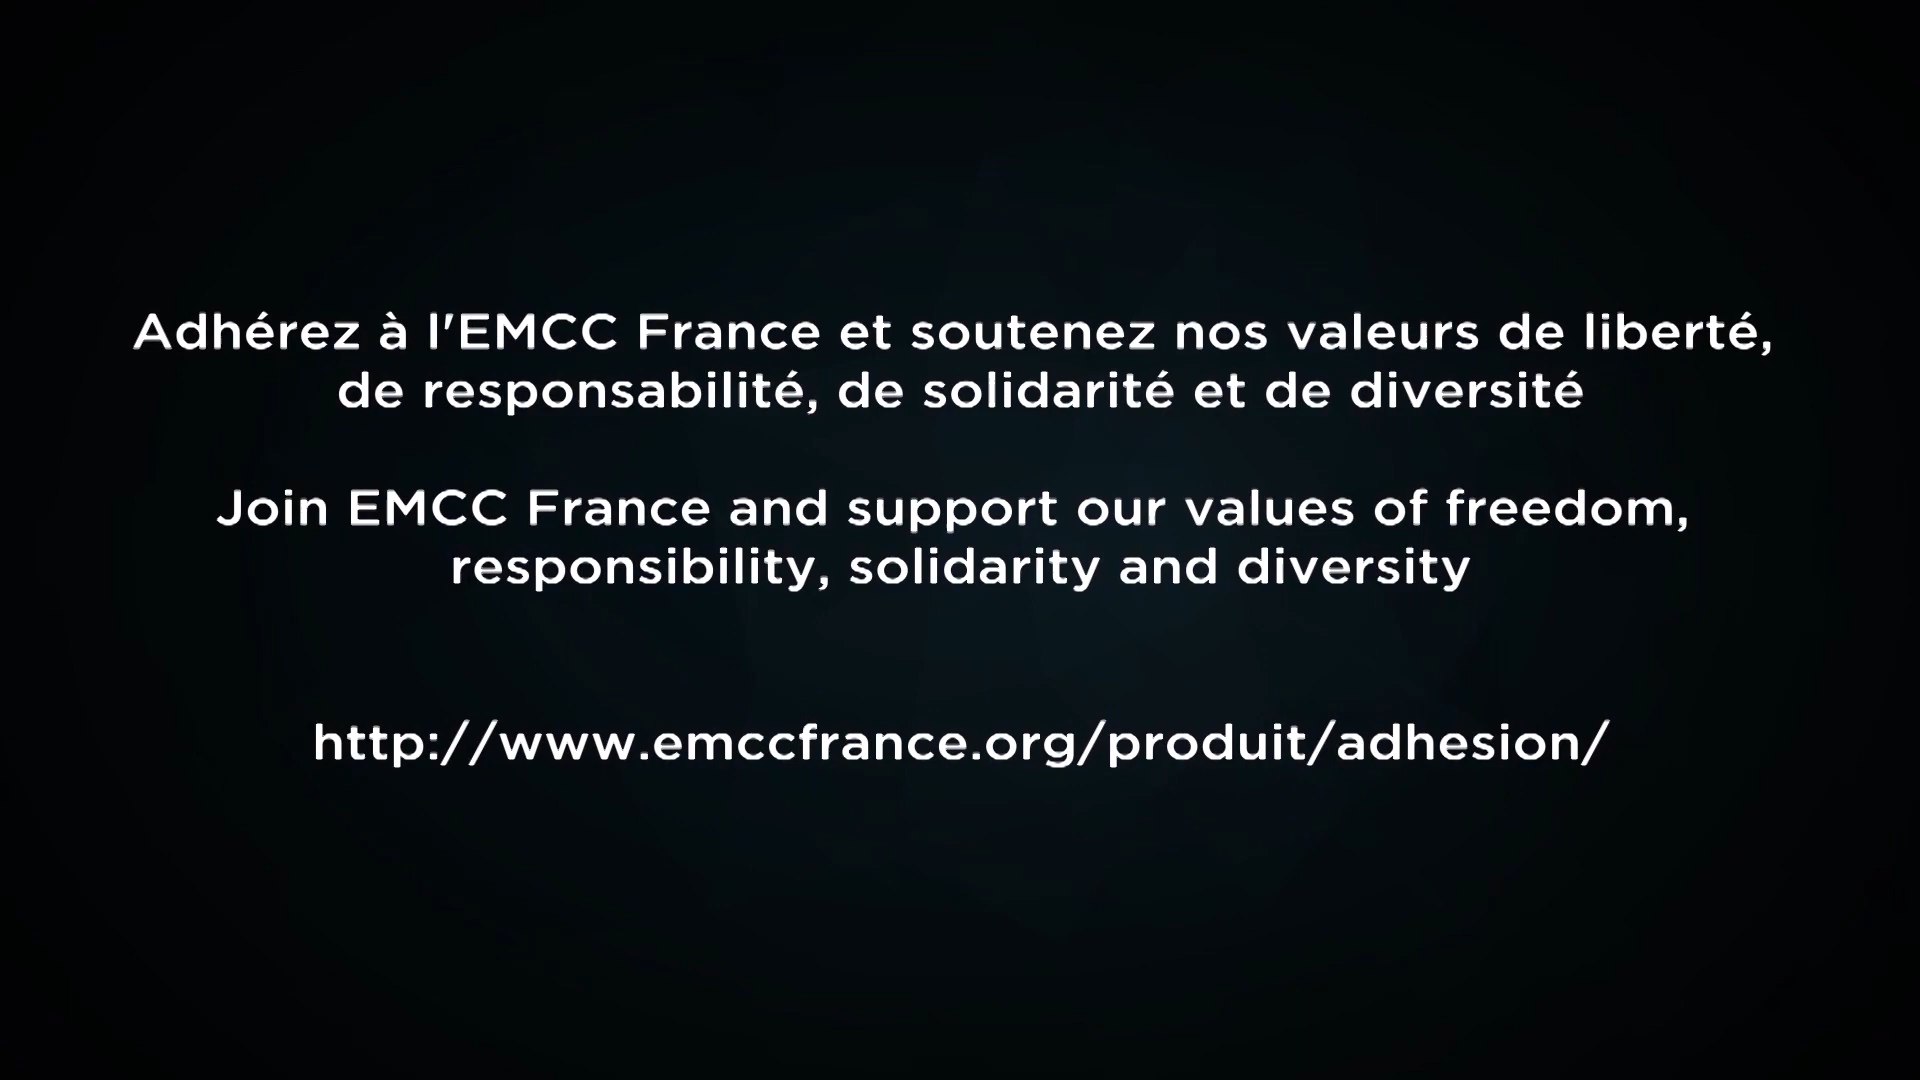 Adhérez à l'EMCC France et soutenez nos valeurs de liberté,
de responsabilité, de solidarité et de diversité
Join EMCC France and support our values of freedom,
responsibility, solidarity and diversity
http://www.emccfrance.org/produit/adhesion/